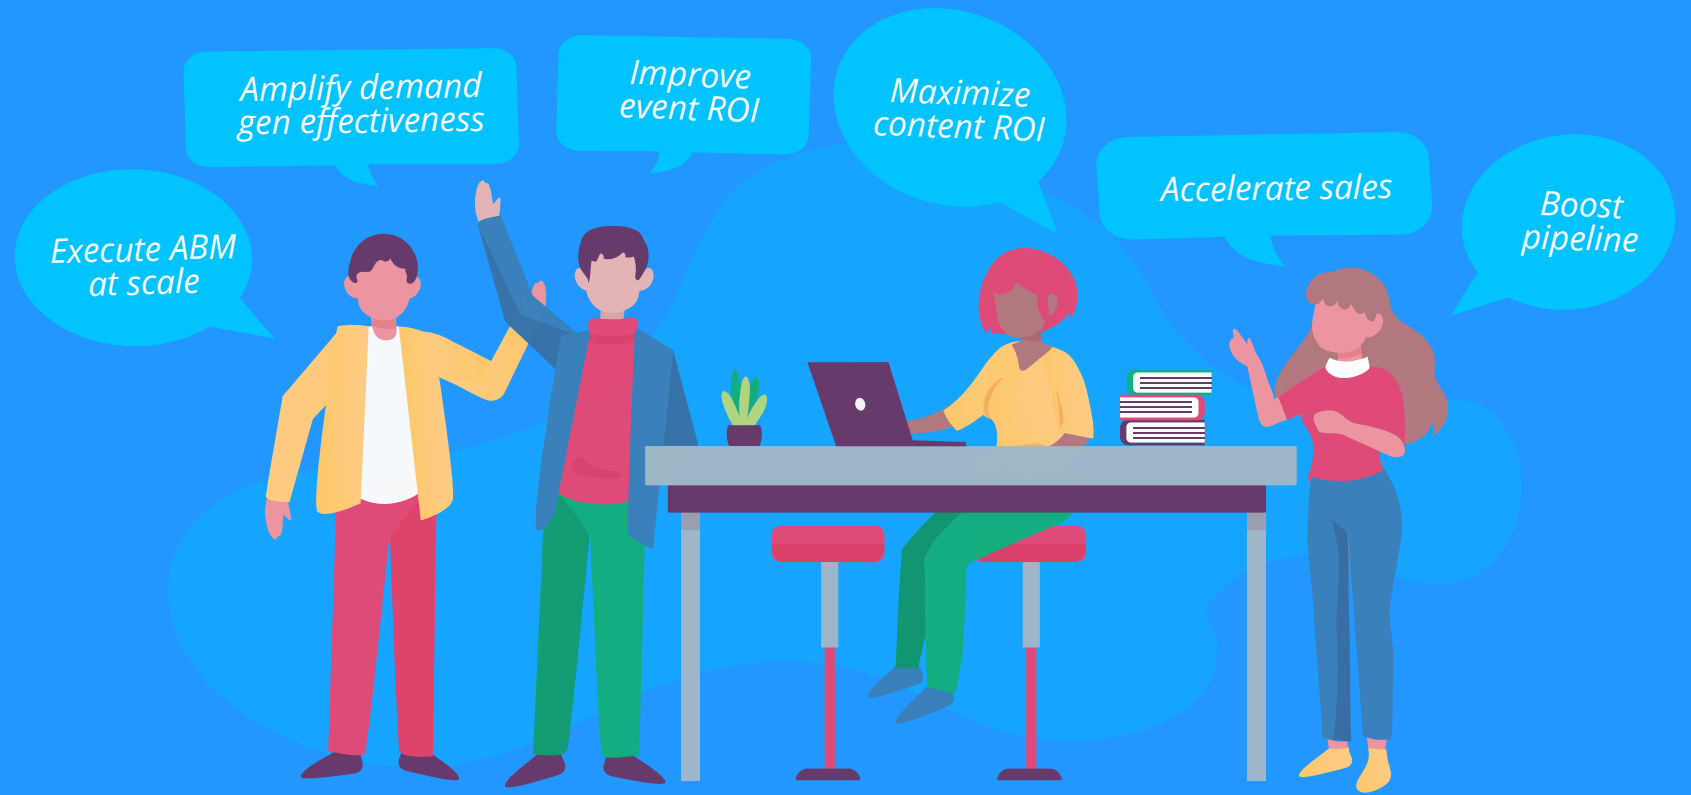 Execute ABM
at scale
Amplify demand
gen effectiveness
Improve
event ROI
Maximize
content ROI
Accelerate sales
Boost
pipeline